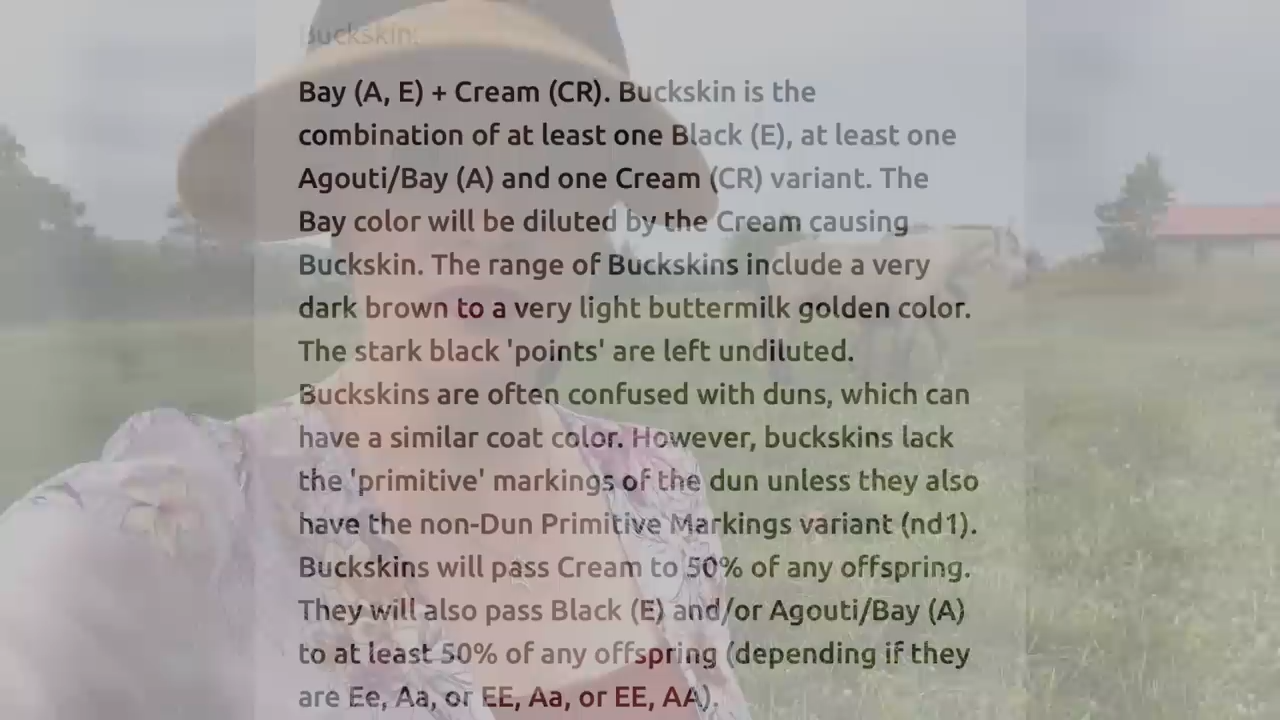 Buckskin:
Bay (A, E) + Cream (CR). Buckskin is the
combination of at least one Black (E), at least one
Agouti/Bay (A) and one Cream (CR) variant. The
Bay color will be diluted by the Cream causing
Buckskin. The range of Buckskins include a very
dark brown to a very light buttermilk golden color.
The stark black 'points' are left undiluted.
Buckskins are often confused with duns, which can
have a similar coat color. However, buckskins lack
the 'primitive' markings of the dun unless they also
have the non-Dun Primitive Markings variant (nd1).
Buckskins will pass Cream to 50% of any offspring.
They will also pass Black (E) and/or Agouti/Bay (A)
to at least 50% of any offspring (depending if they
are Ee, Aa, or EE, Aa, or EE, AA).